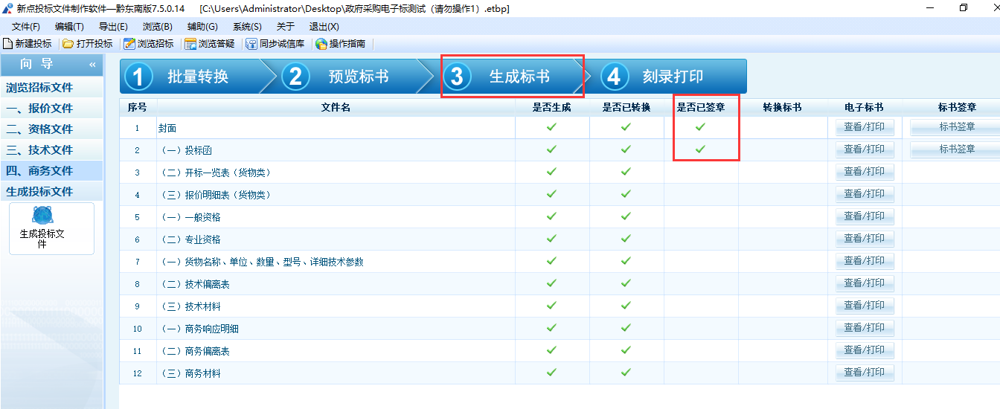 新点投标文件制作软件—黔东南版7.5.0.14 [C:\Users\Administrator\Desktop\政府采购电子标测试（请勿操作1）.etbp]
文件(F) 编辑(T) 导出(E) 浏览(B) 辅助(G) 系统(S) 关于 退出(X)
新建投标 打开投标 浏览招标 浏览答疑 同步诚信库 操作指南
向 导 «
浏览招标文件
一、报价文件
二、资格文件
三、技术文件
四、商务文件
生成投标文件
生成投标文
件
1 批量转换 2 预览标书 3 生成标书 4 刻录打印
序号 文件名 是否生成 是否已转换 是否已签章 转换标书 电子标书 标书签章
1 封面 查看/打印 标书签章
2 （一）投标函 查看/打印 标书签章
3 （二）开标一览表（货物类） 查看/打印
4 （三）报价明细表（货物类） 查看/打印
5 （一）一般资格 查看/打印
6 （二）专业资格 查看/打印
7 （一）货物名称、单位、数量、型号、详细技术参数 查看/打印
8 （二）技术偏离表 查看/打印
9 （三）技术材料 查看/打印
10 （一）商务响应明细 查看/打印
11 （二）商务偏离表 查看/打印
12 （三）商务材料 查看/打印